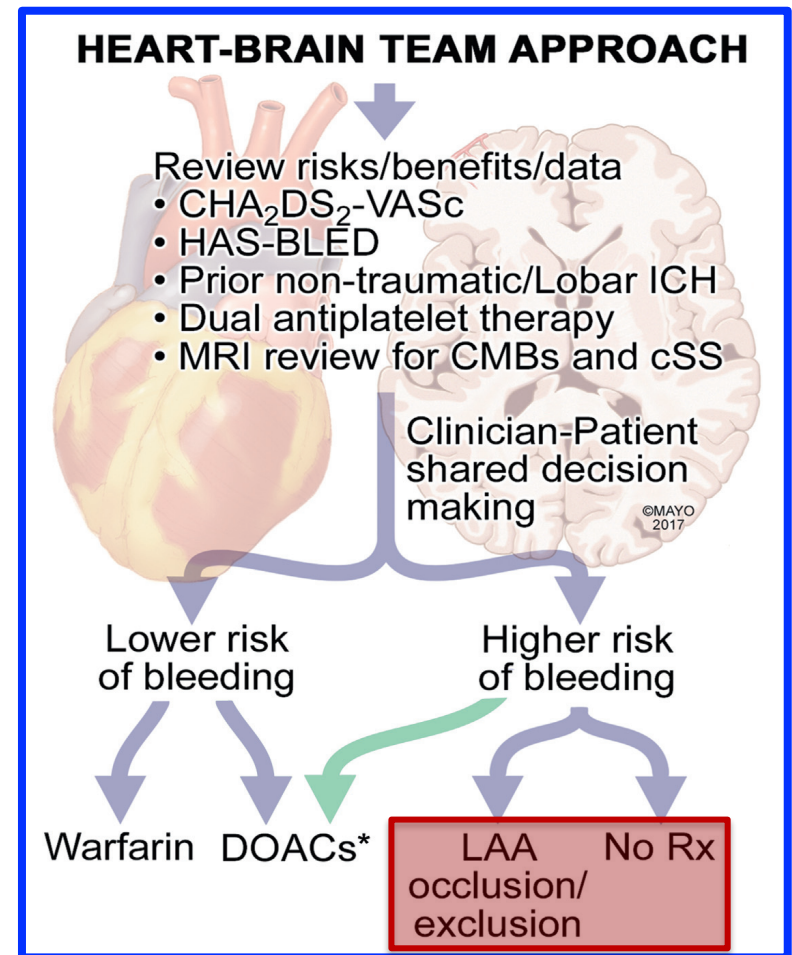 HEART-BRAIN TEAM APPROACH
Review risks/benefits/data
• CHA₂DS₂-VASc
• HAS-BLED
• Prior non-traumatic/Lobar ICH
• Dual antiplatelet therapy
• MRI review for CMBs and cSS
Clinician-Patient
shared decision
making
©MAYO
2017
Lower risk
of bleeding
Higher risk
of bleeding
Warfarin
DOACs*
LAA
occlusion/
exclusion
No Rx